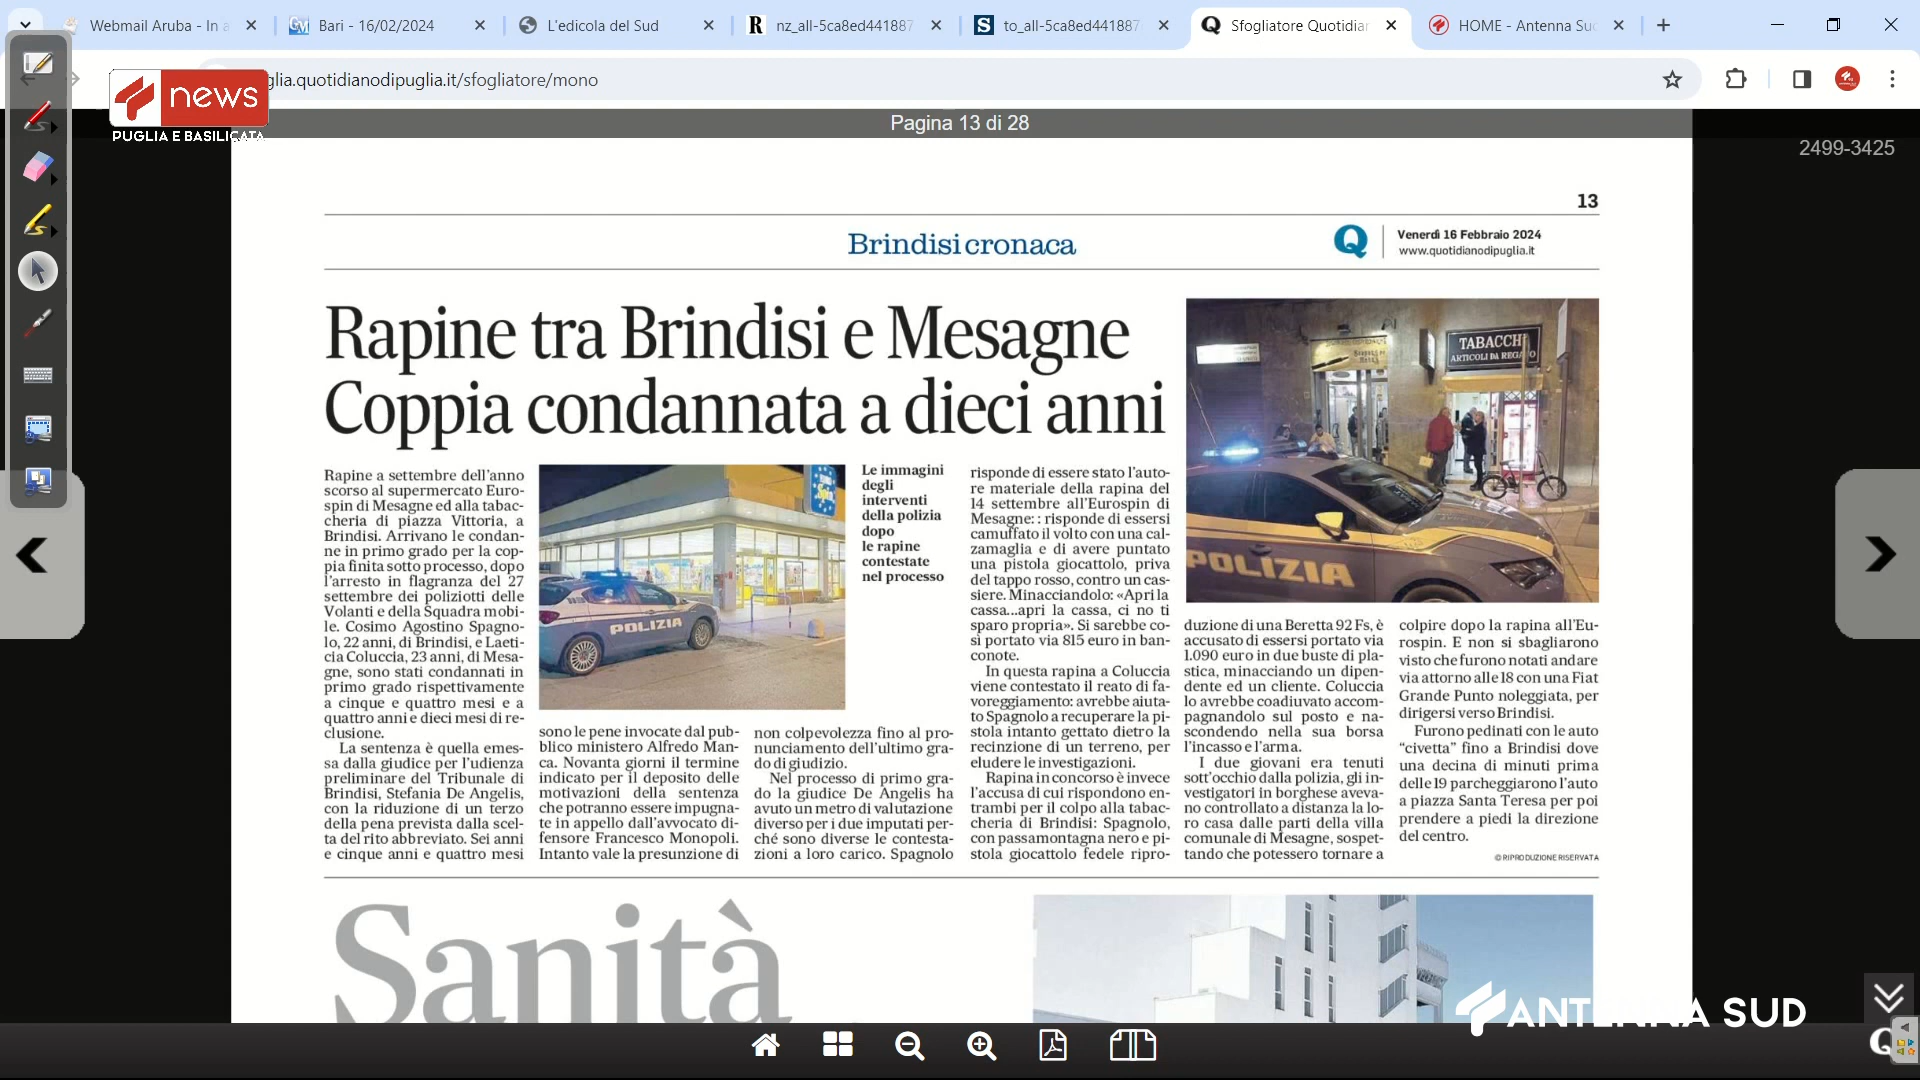 Webmail Aruba - In a
Bari - 16/02/2024
L'edicola del Sud
nz_all-5ca8ed441887
to_all-5ca8ed441887
Sfogliatore Quotidian
HOME - Antenna Sud
glia.quotidianodipuglia.it/sfogliatore/mono
news
PUGLIA E BASILICATA
Pagina 13 di 28
2499-3425
13
Brindisi cronaca
Venerdì 16 Febbraio 2024
www.quotidianodipuglia.it
Rapine tra Brindisi e Mesagne
Coppia condannata a dieci anni
TABACCHI
ARTICOLI DA REGALO
POLIZIA
Rapine a settembre dell'anno
scorso al supermercato Euro-
spin di Mesagne ed alla tabac-
cheria di piazza Vittoria, a
Brindisi. Arrivano le condan-
ne in primo grado per la cop-
pia finita sotto processo, dopo
l'arresto in flagranza del 27
settembre dei poliziotti delle
Volanti e della Squadra mobi-
le. Cosimo Agostino Spagno-
lo, 22 anni, di Brindisi, e Laeti-
cia Coluccia, 23 anni, di Mesa-
gne, sono stati condannati in
primo grado rispettivamente
a cinque e quattro mesi e a
quattro anni e dieci mesi di re-
clusione.
La sentenza è quella emes-
sa dalla giudice per l'udienza
preliminare del Tribunale di
Brindisi, Stefania De Angelis,
con la riduzione di un terzo
della pena prevista dalla scel-
ta del rito abbreviato. Sei anni
e cinque anni e quattro mesi
POLIZIA
Le immagini
degli
interventi
della polizia
dopo
le rapine
contestate
nel processo
sono le pene invocate dal pub-
blico ministero Alfredo Man-
ca. Novanta giorni il termine
indicato per il deposito delle
motivazioni della sentenza
che potranno essere impugna-
te in appello dall'avvocato di-
fensore Francesco Monopoli.
Intanto vale la presunzione di
non colpevolezza fino al pro-
nunciamento dell'ultimo gra-
do di giudizio.
Nel processo di primo gra-
do la giudice De Angelis ha
avuto un metro di valutazione
diverso per i due imputati per-
ché sono diverse le contesta-
zioni a loro carico. Spagnolo
risponde di essere stato l'auto-
re materiale della rapina del
14 settembre all'Eurospin di
Mesagne: : risponde di essersi
camuffato il volto con una cal-
zamaglia e di avere puntato
una pistola giocattolo, priva
del tappo rosso, contro un cas-
siere. Minacciandolo: «Apri la
cassa...apri la cassa, ci no ti
sparo propria». Si sarebbe co-
sì portato via 815 euro in ban-
conote.
In questa rapina a Coluccia
viene contestato il reato di fa-
voreggiamento: avrebbe aiuta-
to Spagnolo a recuperare la pi-
stola intanto gettato dietro la
recinzione di un terreno, per
eludere le investigazioni.
Rapina in concorso è invece
l'accusa di cui rispondono en-
trambi per il colpo alla tabac-
cheria di Brindisi: Spagnolo,
con passamontagna nero e pi-
stola giocattolo fedele ripro-
duzione di una Beretta 92 Fs, è
accusato di essersi portato via
1.090 euro in due buste di pla-
stica, minacciando un dipen-
dente ed un cliente. Coluccia
lo avrebbe coadiuvato accom-
pagnandolo sul posto e na-
scondendo nella sua borsa
l'incasso e l'arma.
I due giovani era tenuti
sott'occhio dalla polizia, gli in-
vestigatori in borghese aveva-
no controllato a distanza la lo-
ro casa dalle parti della villa
comunale di Mesagne, sospet-
tando che potessero tornare a
colpire dopo la rapina all'Eu-
rospin. E non si sbagliarono
visto che furono notati andare
via attorno alle 18 con una Fiat
Grande Punto noleggiata, per
dirigersi verso Brindisi.
Furono pedinati con le auto
“civetta” fino a Brindisi dove
una decina di minuti prima
delle 19 parcheggiarono l'auto
a piazza Santa Teresa per poi
prendere a piedi la direzione
del centro.
© RIPRODUZIONE RISERVATA
Sanità
ANTENNA SUD